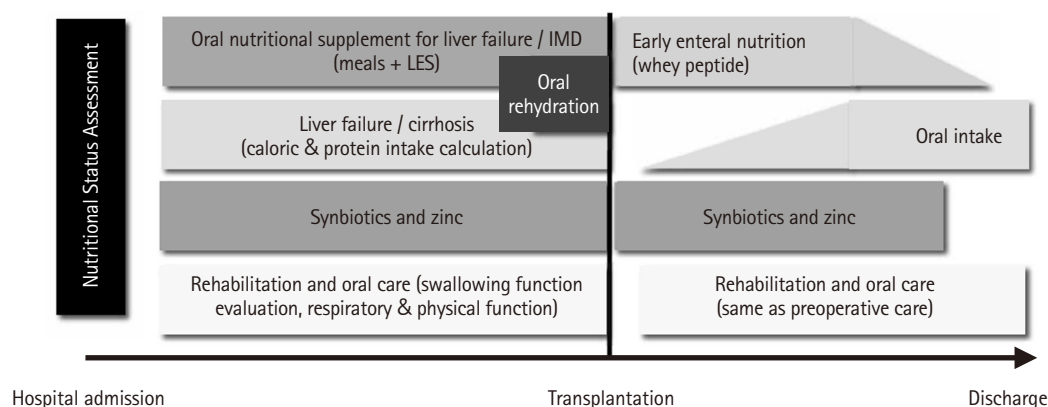 Nutritional Status Assessment
Oral nutritional supplement for liver failure / IMD
(meals + LES)
Oral
rehydration
Early enteral nutrition
(whey peptide)
Liver failure / cirrhosis
(caloric & protein intake calculation)
Oral intake
Synbiotics and zinc
Synbiotics and zinc
Rehabilitation and oral care (swallowing function
evaluation, respiratory & physical function)
Rehabilitation and oral care
(same as preoperative care)
Hospital admission
Transplantation
Discharge